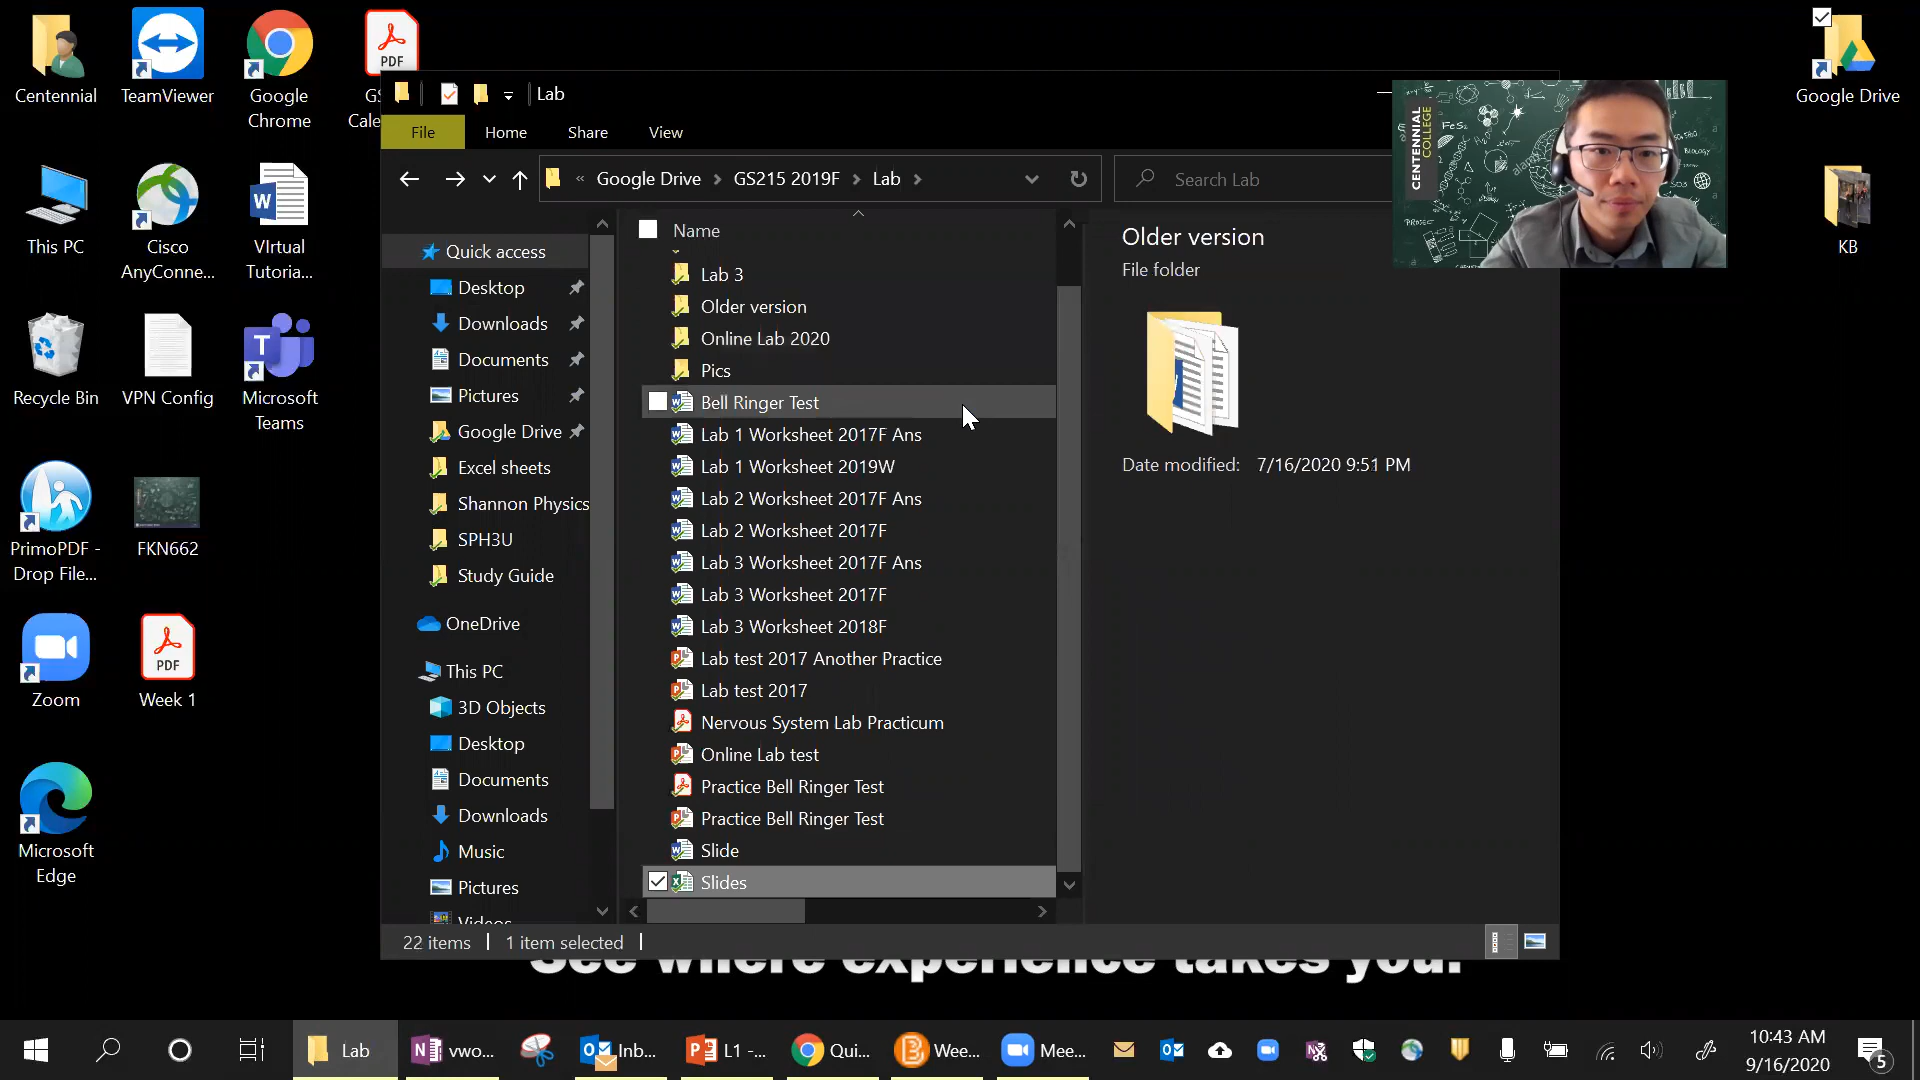 Centennial
TeamViewer
Google
Chrome
PDF
GS
Cale
This PC
Cisco
AnyConne...
VIrtual
Tutoria...
Recycle Bin
VPN Config
Microsoft
Teams
PrimoPDF -
Drop File...
FKN662
Zoom
PDF
Week 1
Microsoft
Edge
Lab
File
Home
Share
View
« Google Drive > GS215 2019F > Lab >
Search Lab
Quick access
Desktop
Downloads
Documents
Pictures
Google Drive
Excel sheets
Shannon Physics
SPH3U
Study Guide
OneDrive
This PC
3D Objects
Desktop
Documents
Downloads
Music
Pictures
Videos
Name
Lab 3
Older version
Online Lab 2020
Pics
Bell Ringer Test
Lab 1 Worksheet 2017F Ans
Lab 1 Worksheet 2019W
Lab 2 Worksheet 2017F Ans
Lab 2 Worksheet 2017F
Lab 3 Worksheet 2017F Ans
Lab 3 Worksheet 2017F
Lab 3 Worksheet 2018F
Lab test 2017 Another Practice
Lab test 2017
Nervous System Lab Practicum
Online Lab test
Practice Bell Ringer Test
Practice Bell Ringer Test
Slide
Slides
Older version
File folder
Date modified: 7/16/2020 9:51 PM
22 items
1 item selected
CENTENNIAL
COLLEGE
FeS2
BIOLOGY
Google Drive
KB
See where experience takes you.
Lab
vwo...
Inb...
L1 -...
Qui...
Wee...
Mee...
10:43 AM
9/16/2020
5